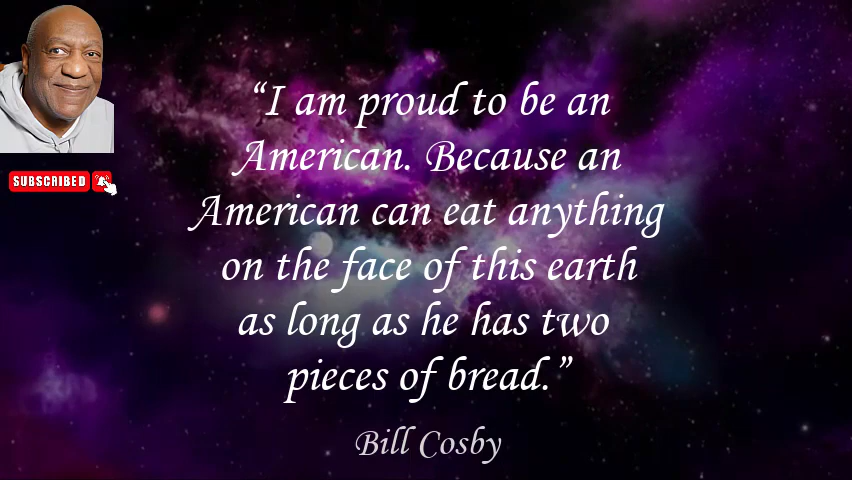 SUBSCRIBED
“I am proud to be an
American. Because an
American can eat anything
on the face of this earth
as long as he has two
pieces of bread.”
Bill Cosby